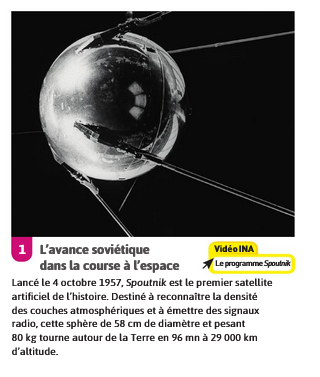 1 L'avance soviétique
dans la course à l'espace
Vidéo INA
Le programme Spoutnik
Lancé le 4 octobre 1957, Spoutnik est le premier satellite
artificiel de l'histoire. Destiné à reconnaître la densité
des couches atmosphériques et à émettre des signaux
radio, cette sphère de 58 cm de diamètre et pesant
80 kg tourne autour de la Terre en 96 mn à 29 000 km
d'altitude.